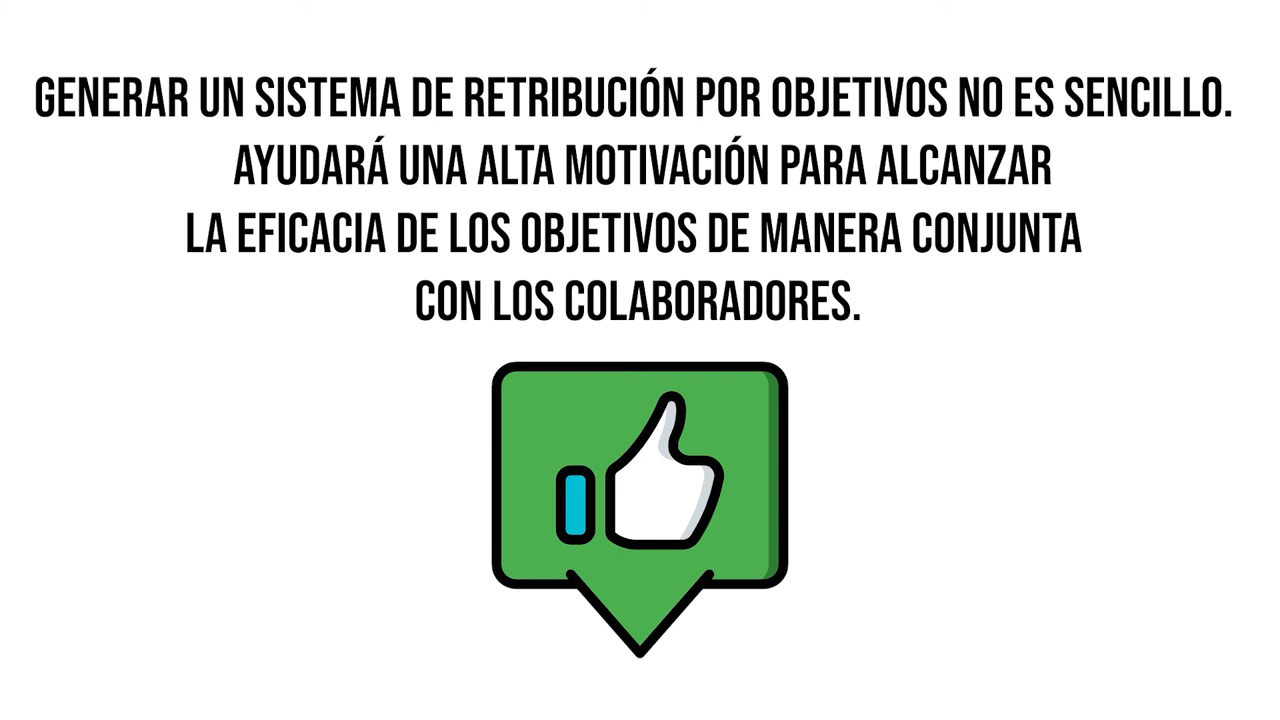 GENERAR UN SISTEMA DE RETRIBUCIÓN POR OBJETIVOS NO ES SENCILLO.
AYUDARÁ UNA ALTA MOTIVACIÓN PARA ALCANZAR
LA EFICACIA DE LOS OBJETIVOS DE MANERA CONJUNTA
CON LOS COLABORADORES.